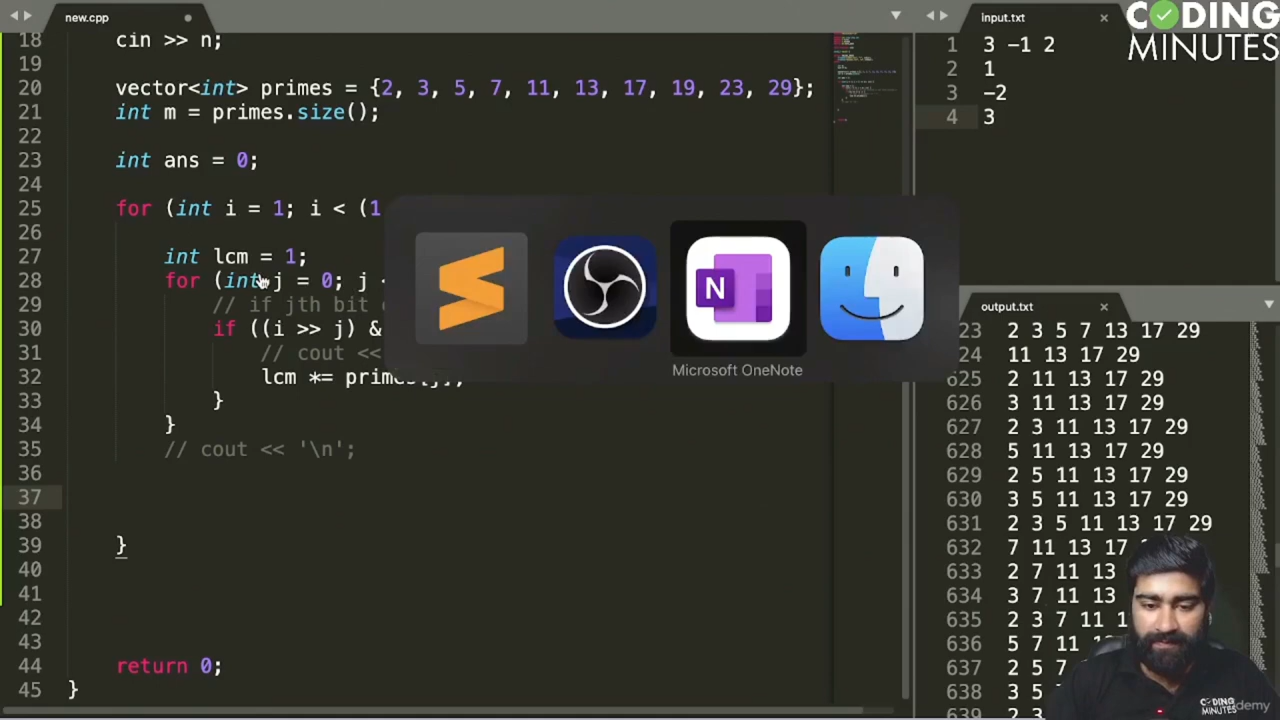 new.cpp
18 cin >> n;
19
20 vector<int> primes = {2, 3, 5, 7, 11, 13, 17, 19, 23, 29};
21 int m = primes.size();
22
23 int ans = 0;
24
25 for (int i = 1; i < (1
26
27 int lcm = 1;
28 for (int j = 0; j <
29 // if jth bit
30 if ((i >> j) &
31 // cout <<
32 lcm *= primes[j];
33 }
34 }
35 // cout << '\n';
36
37
38
39 }
40
41
42
43
44 return 0;
45 }
N
Microsoft OneNote
input.txt
1 3 -1 2
2 1
3 -2
4 3
CODING
MINUTES
output.txt
23 2 3 5 7 13 17 29
24 11 13 17 29
625 2 11 13 17 29
626 3 11 13 17 29
627 2 3 11 13 17 29
628 5 11 13 17 29
629 2 5 11 13 17 29
630 3 5 11 13 17 29
631 2 3 5 11 13 17 29
632 7 11 13 17
633 2 7 11 13
634 3 7 11 13
635 2 3 7 11 1
636 5 7 11
637 2 5 7
638 3 5
639 2 3
CODING
MINUTES
demy